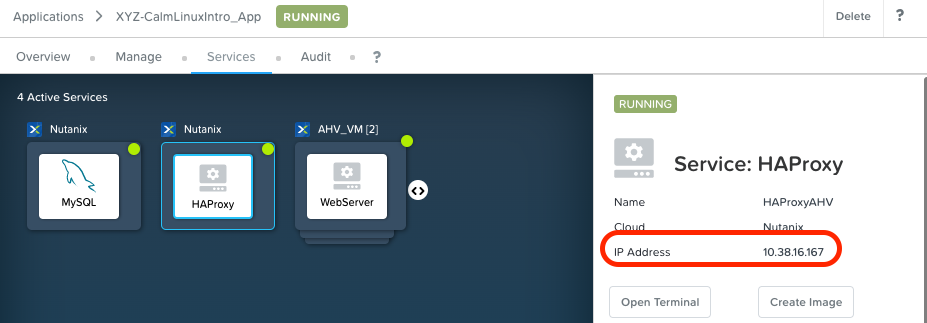 Applications > XYZ-CalmLinuxIntro_App RUNNING Delete ?
Overview Manage Services Audit ?
4 Active Services
Nutanix Nutanix AHV_VM [2]
MySQL HAProxy WebServer
RUNNING
Service: HAProxy
Name HAProxyAHV
Cloud Nutanix
IP Address 10.38.16.167
Open Terminal Create Image